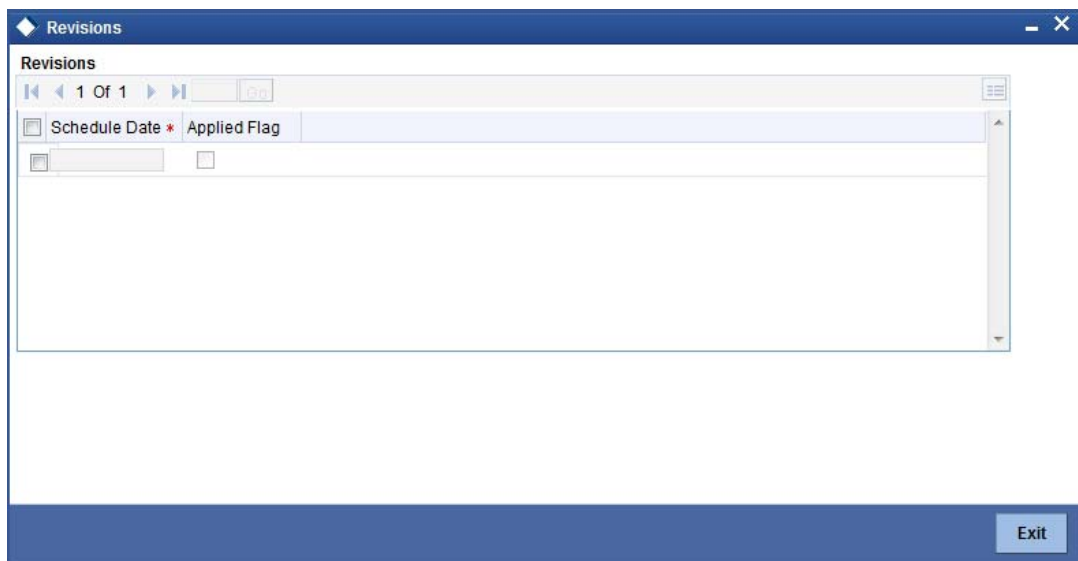 Revisions
Revisions
1 Of 1 Go
Schedule Date * Applied Flag
Exit